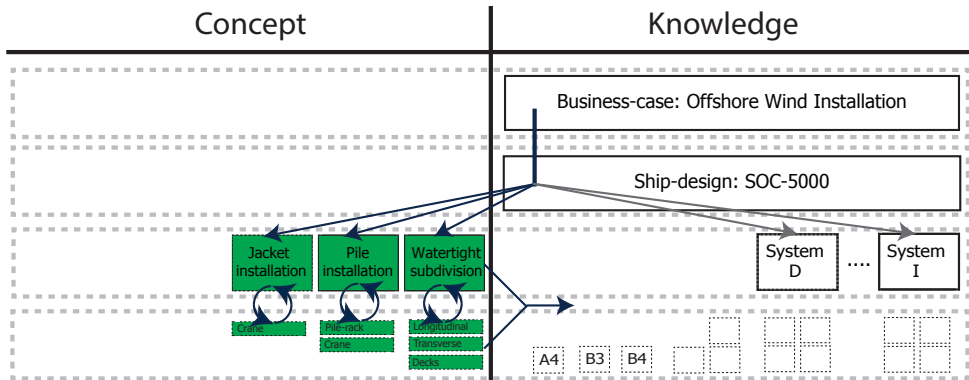 Concept
Knowledge
Business-case: Offshore Wind Installation
Ship-design: SOC-5000
Jacket
installation
Pile
installation
Watertight
subdivision
System
D
....
System
I
Crane
Pile-rack
Crane
Longitudinal
Transverse
Decks
A4
B3
B4